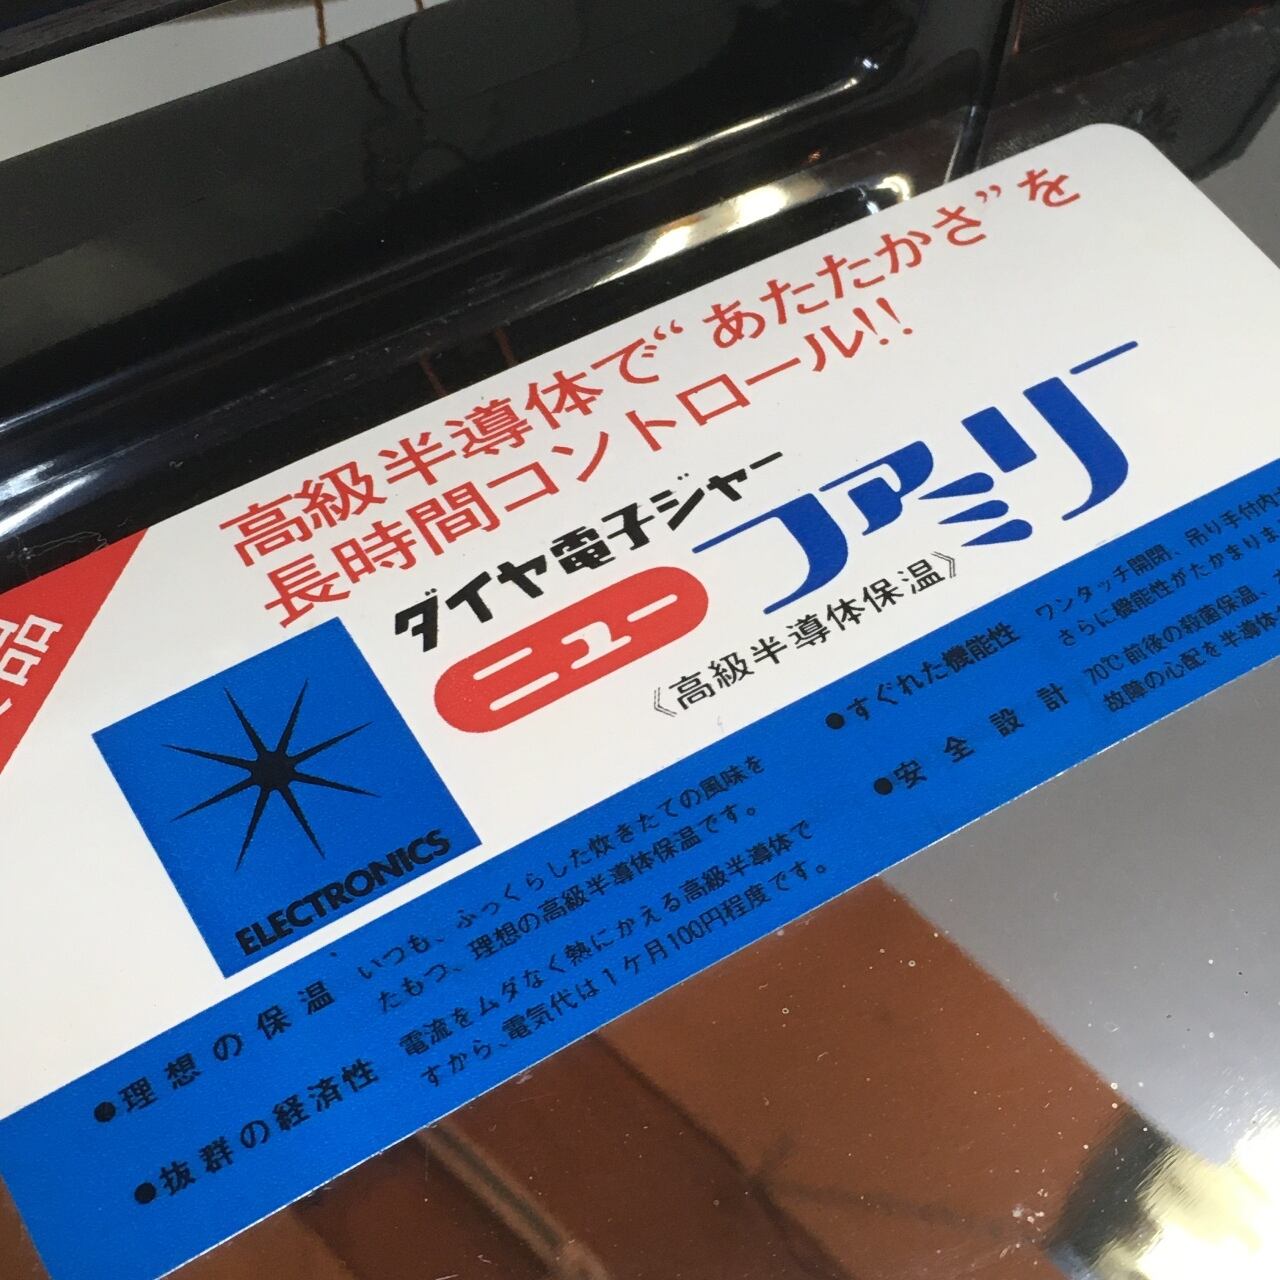 高級半導体で“あたたかさ”を
長時間コントロール!!
品
ダイヤ電子ジャー
ニューファミリー
《高級半導体保温》
ELECTRONICS
●理想の保温
いつも、ふっくらした炊きたての風味を
たもつ、理想の高級半導体保温です。
●抜群の経済性
電流をムダなく熱にかえる高級半導体で
すから、電気代は1ケ月100円程度です。
●すぐれた機能性
ワンタッチ開閉、吊り手付内
さらに機能性がたかまりま
●安全設計
70℃前後の殺菌保温、
故障の心配を半導体